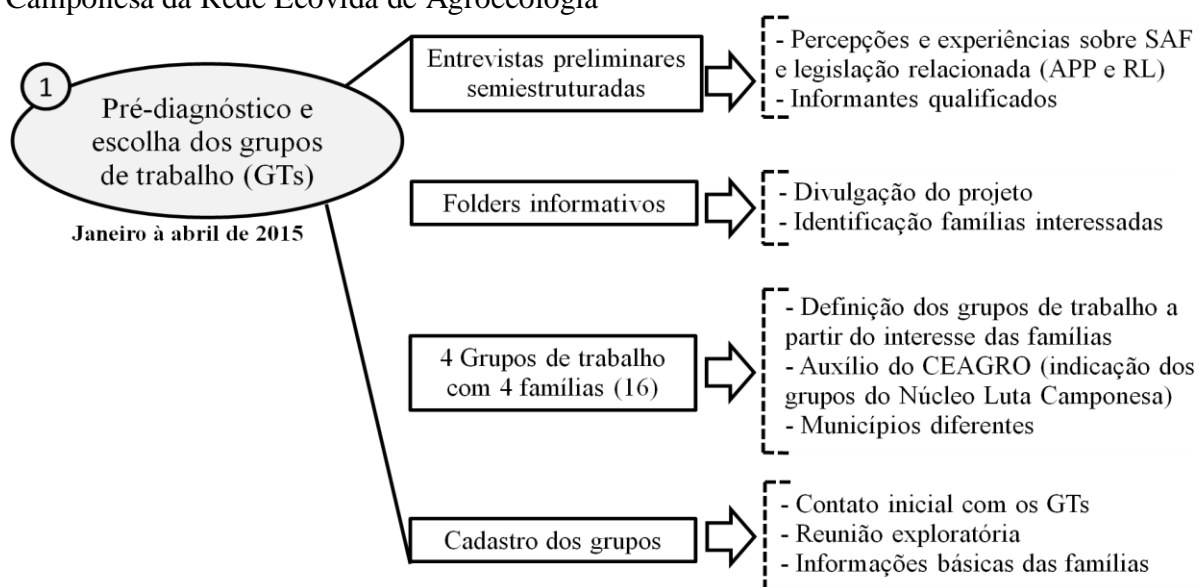 Camponesa da Rede Ecovida de Agroecologia
1
Pré-diagnóstico e
escolha dos grupos
de trabalho (GTs)
Janeiro à abril de 2015
Entrevistas preliminares
semiestruturadas
- Percepções e experiências sobre SAF
e legislação relacionada (APP e RL)
- Informantes qualificados
Folders informativos
- Divulgação do projeto
- Identificação famílias interessadas
4 Grupos de trabalho
com 4 famílias (16)
- Definição dos grupos de trabalho a
partir do interesse das famílias
- Auxílio do CEAGRO (indicação dos
grupos do Núcleo Luta Camponesa)
- Municípios diferentes
Cadastro dos grupos
- Contato inicial com os GTs
- Reunião exploratória
- Informações básicas das famílias